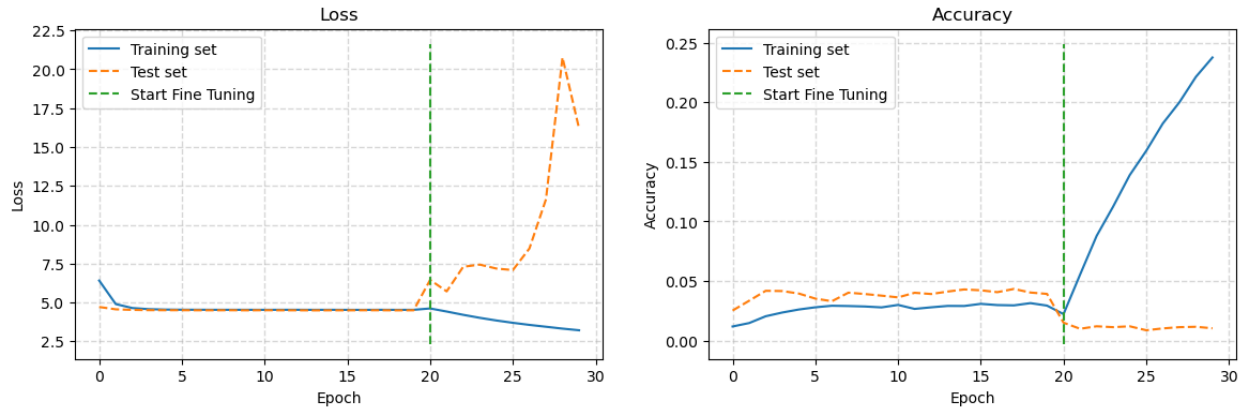 Loss
22.5
20.0
17.5
15.0
12.5
10.0
7.5
5.0
2.5
Loss
Training set
Test set
Start Fine Tuning
0 5 10 15 20 25 30
Epoch
Accuracy
0.25
0.20
0.15
0.10
0.05
0.00
Accuracy
Training set
Test set
Start Fine Tuning
0 5 10 15 20 25 30
Epoch